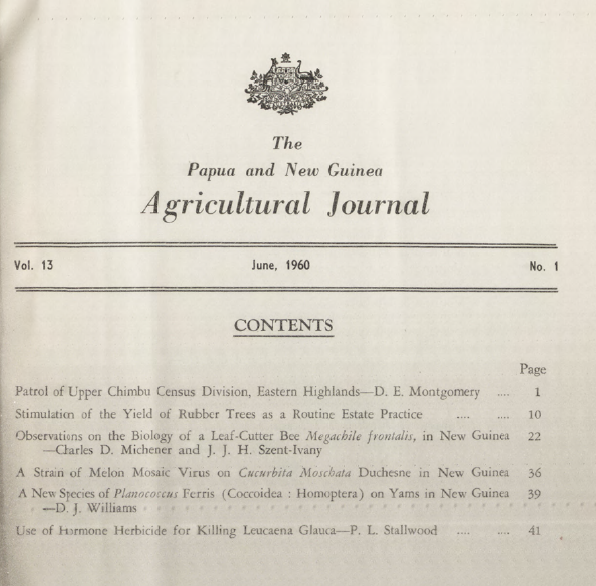 The
Papua and New Guinea
Agricultural Journal
Vol. 13 June, 1960 No. 1
CONTENTS
Page
Patrol of Upper Chimbu Census Division, Eastern Highlands—D. E. Montgomery .... 1
Stimulation of the Yield of Rubber Trees as a Routine Estate Practice .... .... 10
Observations on the Biology of a Leaf-Cutter Bee Megachile frontalis, in New Guinea 22
—Charles D. Michener and J. J. H. Szent-Ivany
A Strain of Melon Mosaic Virus on Cucurbita Moschata Duchesne in New Guinea 36
A New Species of Planococcus Ferris (Coccoidea : Homoptera) on Yams in New Guinea 39
—D. J. Williams
Use of Hormone Herbicide for Killing Leucaena Glauca—P. L. Stallwood .... .... 41